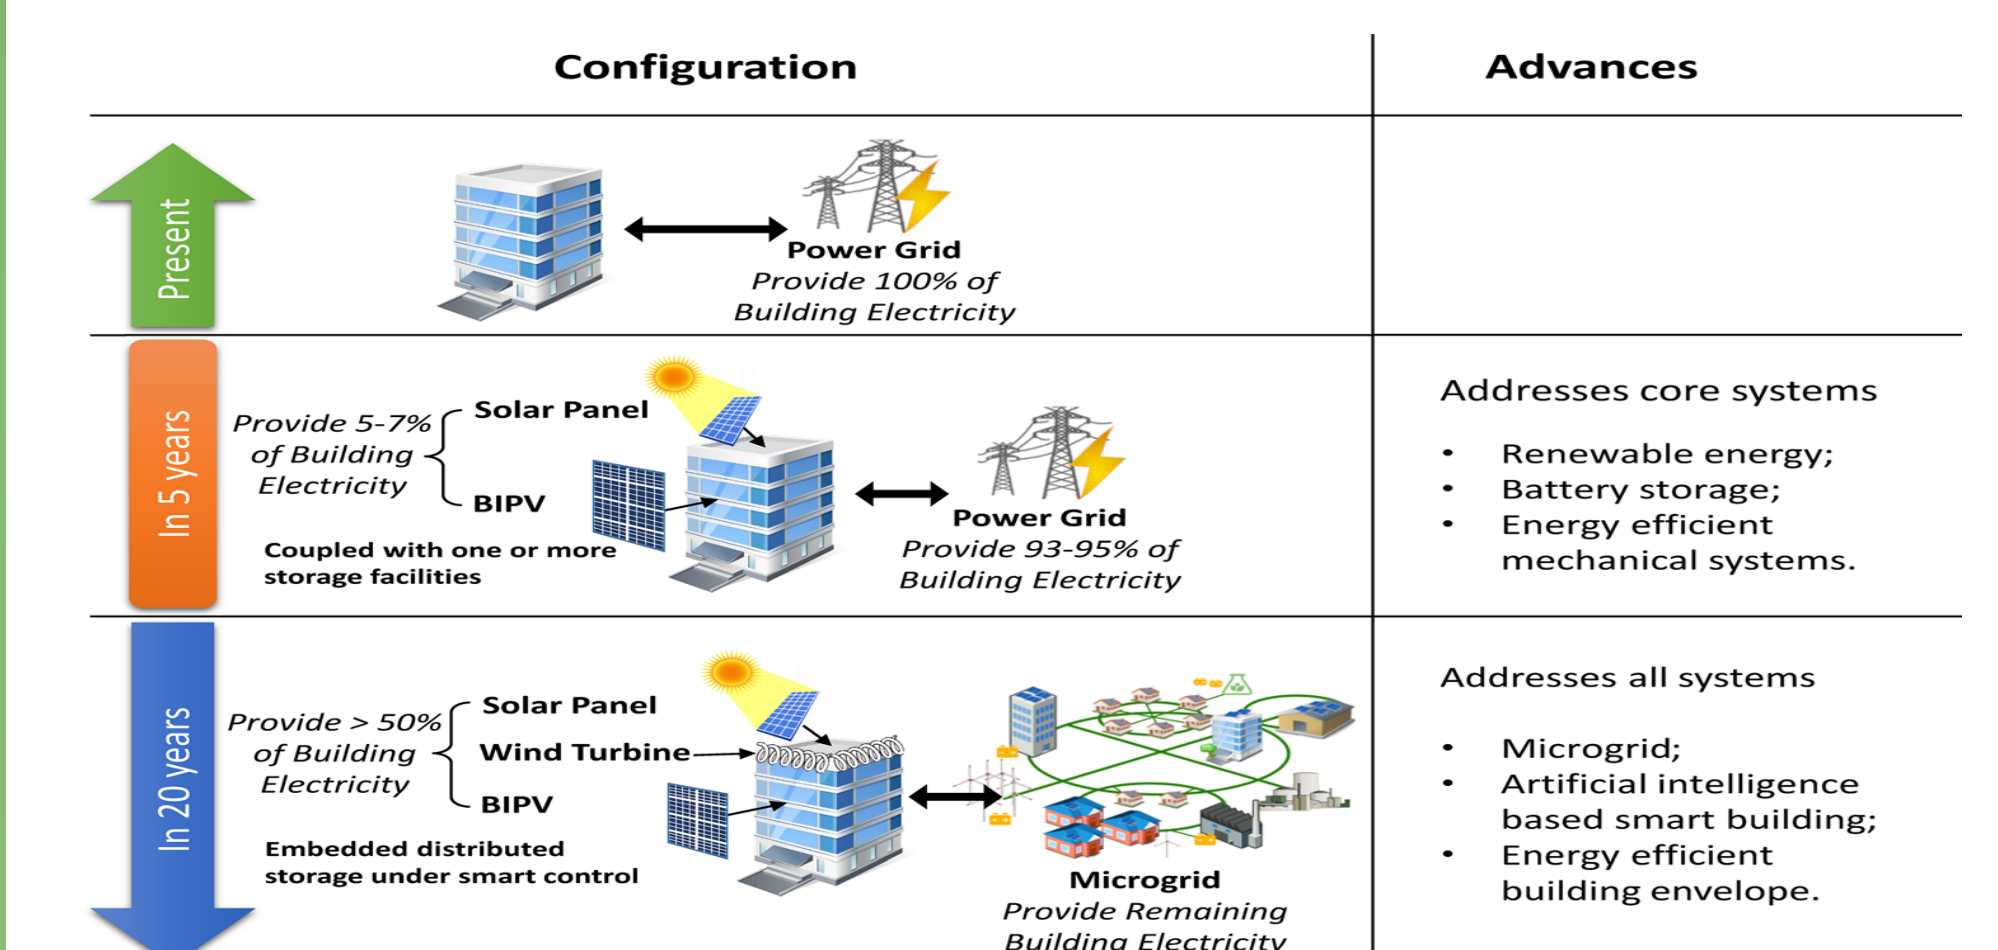 Configuration
Advances
Present
Power Grid
Provide 100% of
Building Electricity
In 5 years
Provide 5-7%
of Building
Electricity
Solar Panel
BIPV
Coupled with one or more
storage facilities
Power Grid
Provide 93-95% of
Building Electricity
Addresses core systems
• Renewable energy;
• Battery storage;
• Energy efficient
mechanical systems.
In 20 years
Provide > 50%
of Building
Electricity
Solar Panel
Wind Turbine
BIPV
Embedded distributed
storage under smart control
Microgrid
Provide Remaining
Building Electricity
Addresses all systems
• Microgrid;
• Artificial intelligence
based smart building;
• Energy efficient
building envelope.